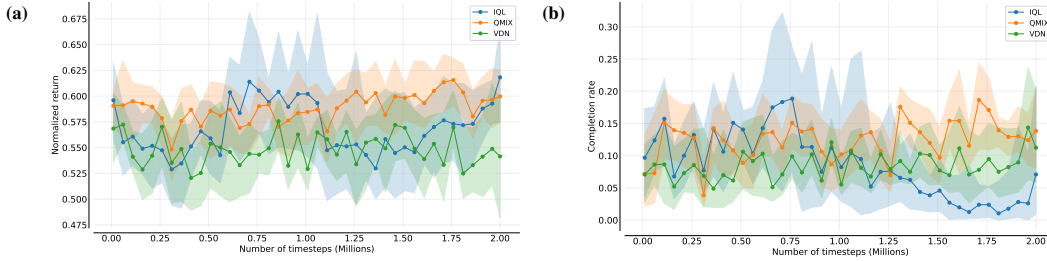 (a)
Normalized return
0.675
0.650
0.625
0.600
0.575
0.550
0.525
0.500
0.475
0.00 0.25 0.50 0.75 1.00 1.25 1.50 1.75 2.00
Number of timesteps (Millions)
IQL
QMIX
VDN
(b)
Completion rate
0.30
0.25
0.20
0.15
0.10
0.05
0.00
0.00 0.25 0.50 0.75 1.00 1.25 1.50 1.75 2.00
Number of timesteps (Millions)
IQL
QMIX
VDN